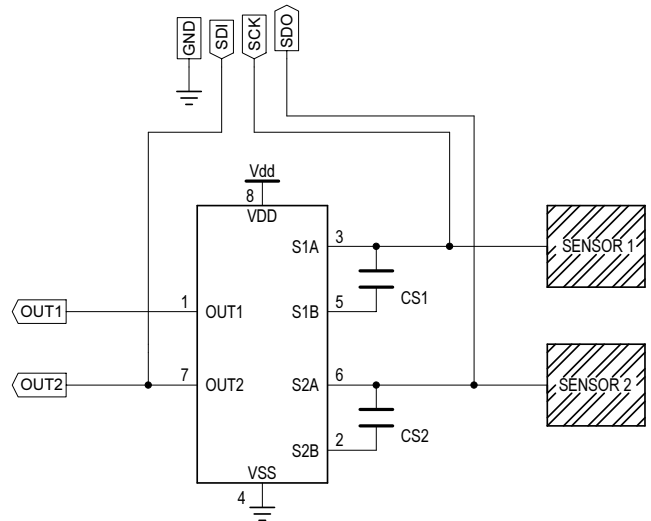 GND
SDI
SCK
SDO
Vdd
8
VDD
S1A
3
SENSOR 1
OUT1
1
OUT1
S1B
5
CS1
OUT2
7
OUT2
S2A
6
SENSOR 2
S2B
2
CS2
VSS
4